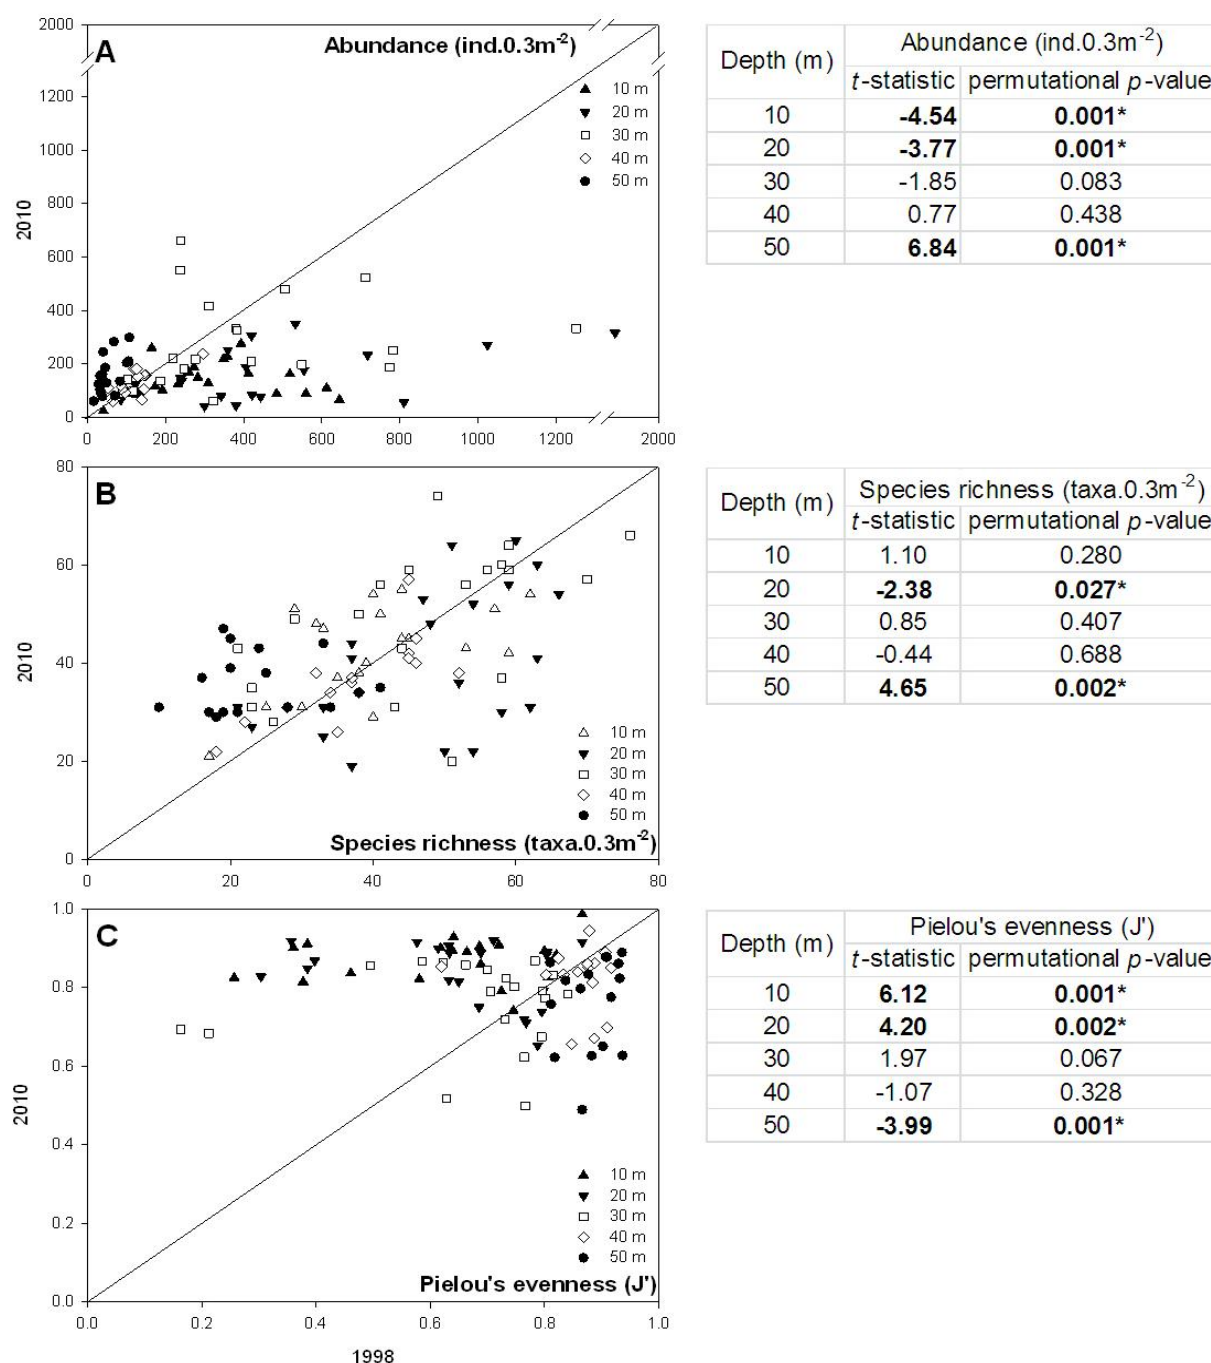 A
Abundance (ind.0.3m⁻²)
2000
1200
1000
800
600
400
200
0
2010
10 m
20 m
30 m
40 m
50 m
0 200 400 600 800 1000 1200 2000
Depth (m) Abundance (ind.0.3m⁻²)
t-statistic permutational p-value
10 -4.54 0.001*
20 -3.77 0.001*
30 -1.85 0.083
40 0.77 0.438
50 6.84 0.001*
B
80
60
40
20
0
2010
10 m
20 m
30 m
40 m
50 m
Species richness (taxa.0.3m⁻²)
0 20 40 60 80
Depth (m) Species richness (taxa.0.3m⁻²)
t-statistic permutational p-value
10 1.10 0.280
20 -2.38 0.027*
30 0.85 0.407
40 -0.44 0.688
50 4.65 0.002*
C
1.0
0.8
0.6
0.4
0.2
0.0
2010
10 m
20 m
30 m
40 m
50 m
Pielou's evenness (J')
0.0 0.2 0.4 0.6 0.8 1.0
1998
Depth (m) Pielou's evenness (J')
t-statistic permutational p-value
10 6.12 0.001*
20 4.20 0.002*
30 1.97 0.067
40 -1.07 0.328
50 -3.99 0.001*